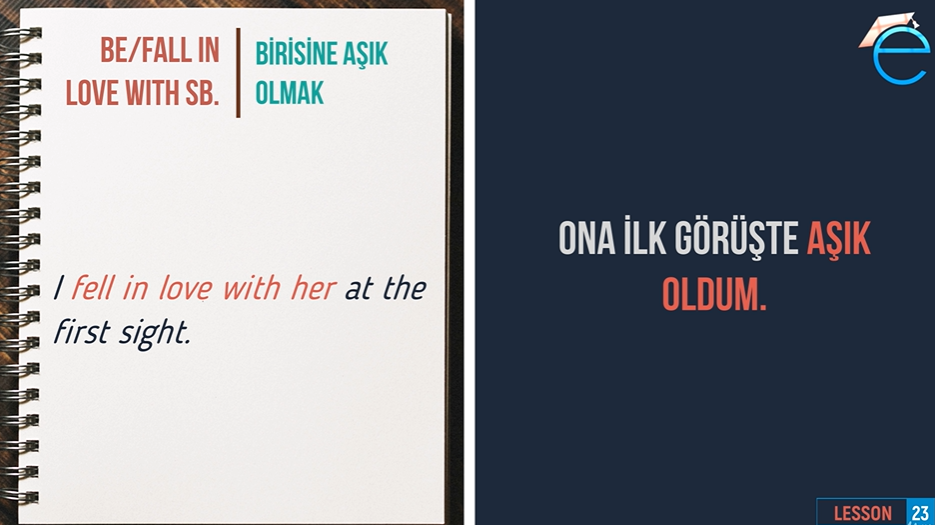 BE/FALL IN
LOVE WITH SB.
BİRİSİNE AŞIK
OLMAK
I fell in love with her at the
first sight.
ONA İLK GÖRÜŞTE AŞIK
OLDUM.
e
LESSON 23